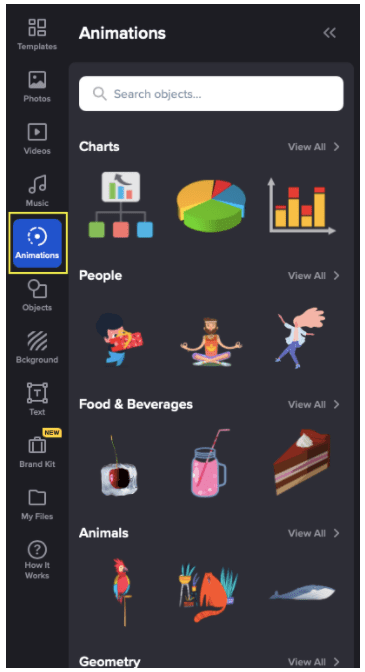 Templates
Photos
Videos
Music
Animations
Objects
Bckground
Text
NEW
Brand Kit
My Files
How It
Works
Animations
Search objects...
Charts View All
People View All
Food & Beverages View All
Animals View All
Geometry View All